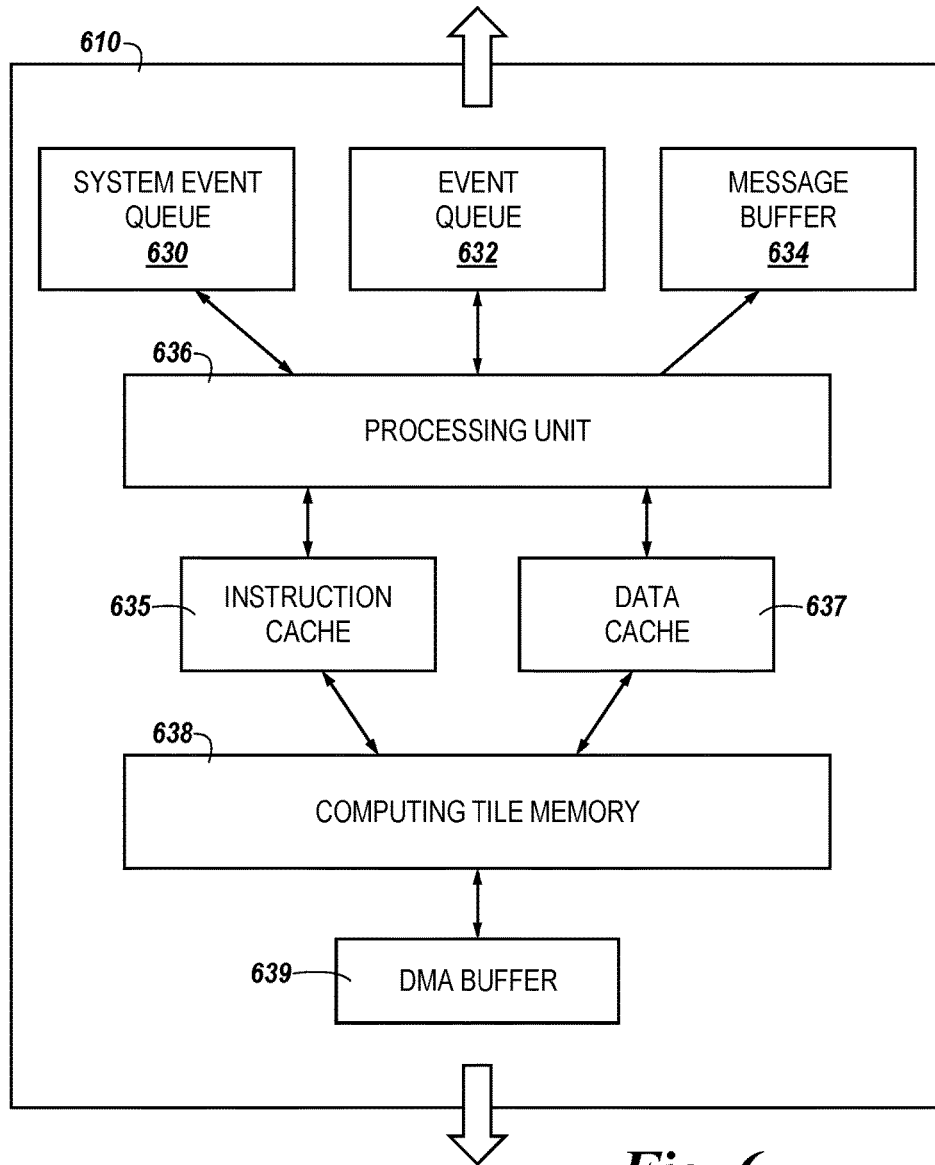 610
SYSTEM EVENT
QUEUE
630
EVENT
QUEUE
632
MESSAGE
BUFFER
634
636
PROCESSING UNIT
635
INSTRUCTION
CACHE
DATA
CACHE
637
638
COMPUTING TILE MEMORY
639
DMA BUFFER